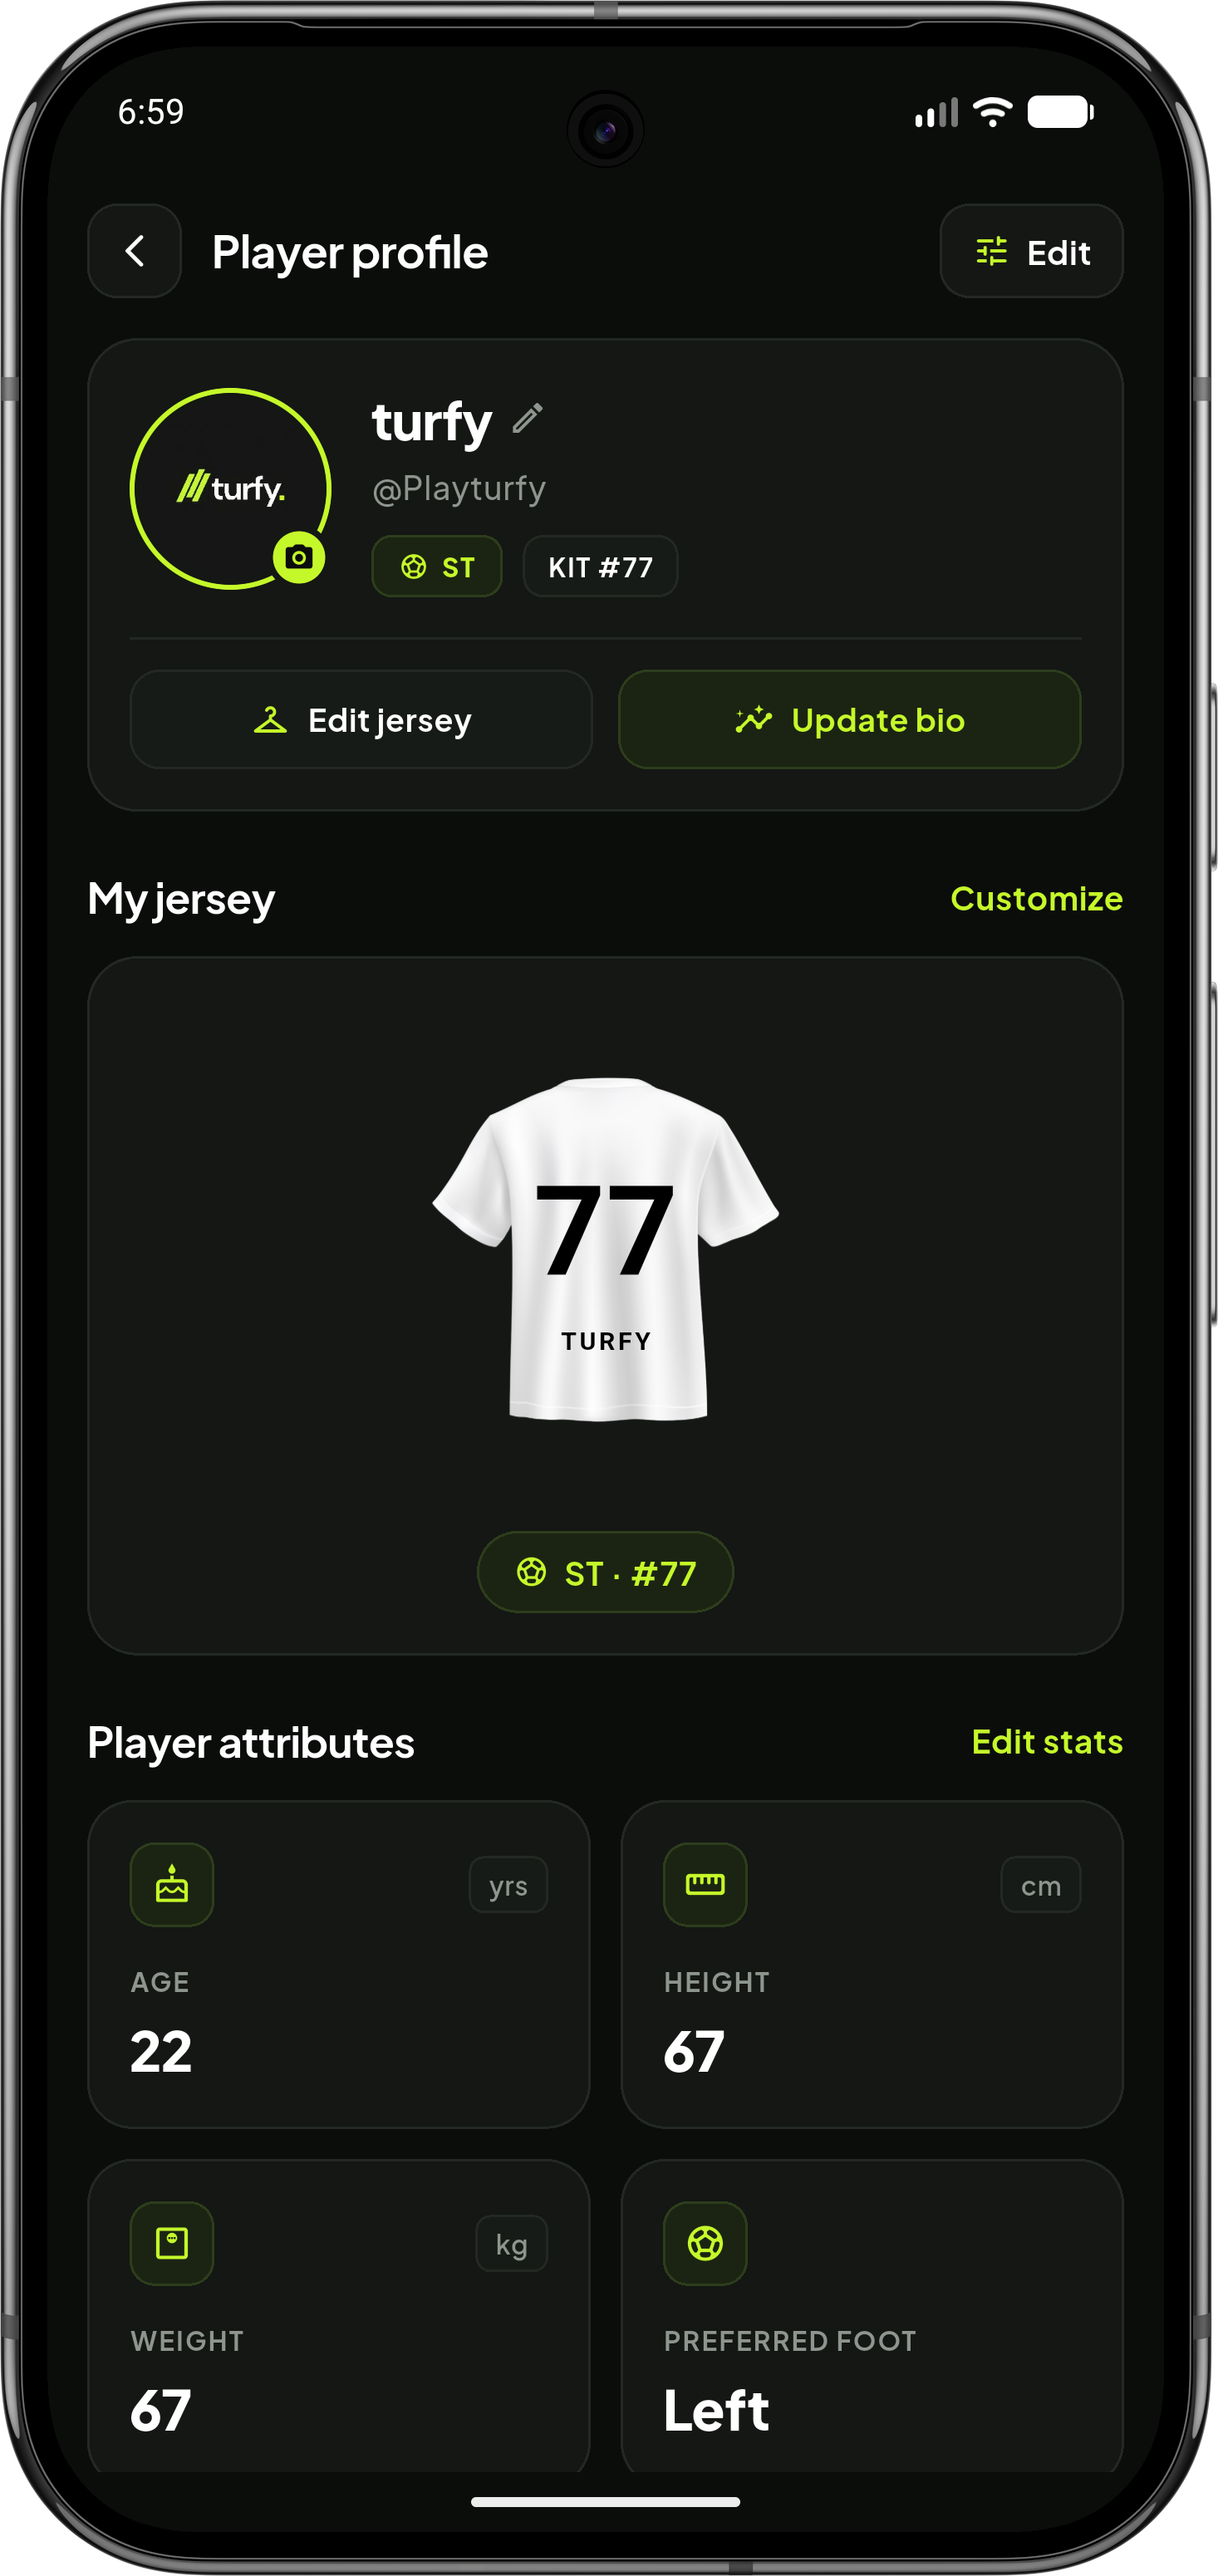 6:59
Player profile
Edit
turfy.
turfy
@Playturfy
ST
KIT #77
Edit jersey
Update bio
My jersey
Customize
77
TURFY
ST · #77
Player attributes
Edit stats
yrs
AGE
22
cm
HEIGHT
67
kg
WEIGHT
67
PREFERRED FOOT
Left